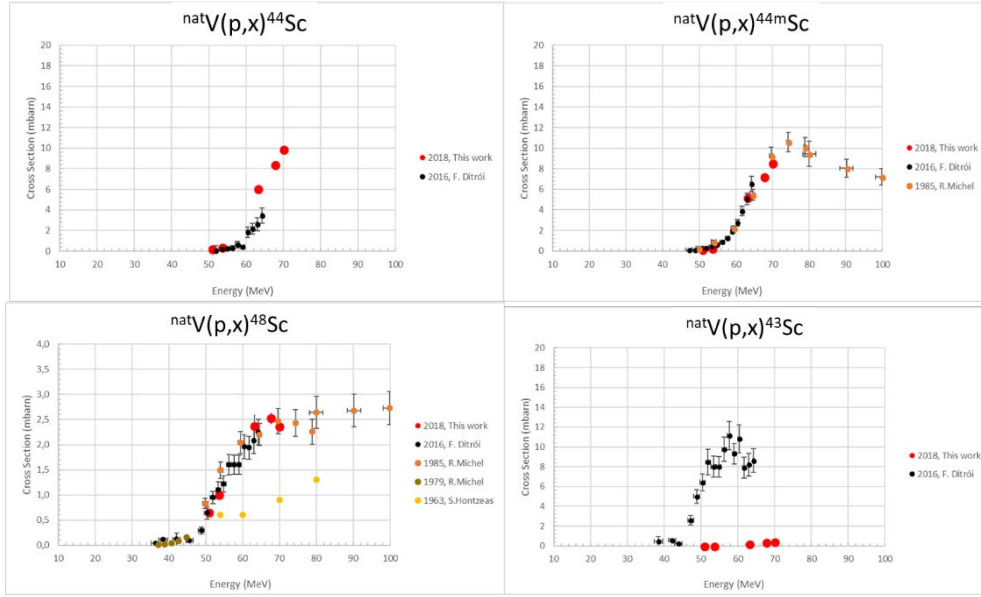 natV(p,x)44Sc
20
18
16
14
12
10
8
6
4
2
0
Cross Section (mbarn)
10 20 30 40 50 60 70 80 90 100
Energy (MeV)
2018, This work
2016, F. Ditrói
natV(p,x)44mSc
20
18
16
14
12
10
8
6
4
2
0
Cross Section (mbarn)
10 20 30 40 50 60 70 80 90 100
Energy (MeV)
2018, This work
2016, F. Ditrói
1985, R.Michel
natV(p,x)48Sc
4,0
3,5
3,0
2,5
2,0
1,5
1,0
0,5
0,0
Cross Section (mbarn)
10 20 30 40 50 60 70 80 90 100
Energy (MeV)
2018, This work
2016, F. Ditrói
1985, R.Michel
1979, R.Michel
1963, S.Hontzeas
natV(p,x)43Sc
20
18
16
14
12
10
8
6
4
2
0
Cross Section (mbarn)
10 20 30 40 50 60 70 80 90 100
Energy (MeV)
2018, This work
2016, F. Ditrói